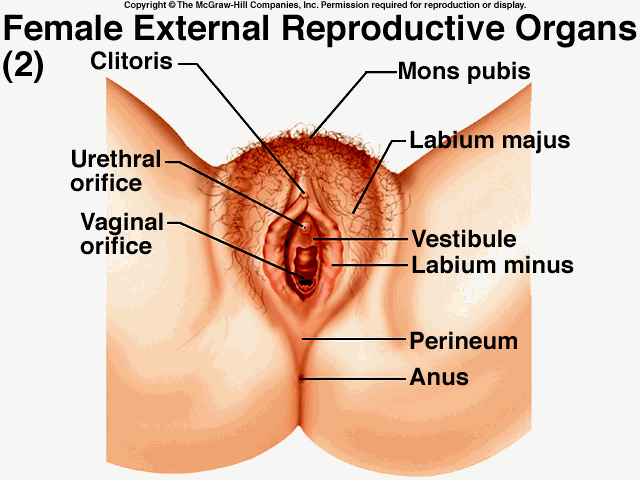 Copyright © The McGraw-Hill Companies, Inc. Permission required for reproduction or display.
Female External Reproductive Organs
(2)
Clitoris
Mons pubis
Labium majus
Urethral
orifice
Vaginal
orifice
Vestibule
Labium minus
Perineum
Anus